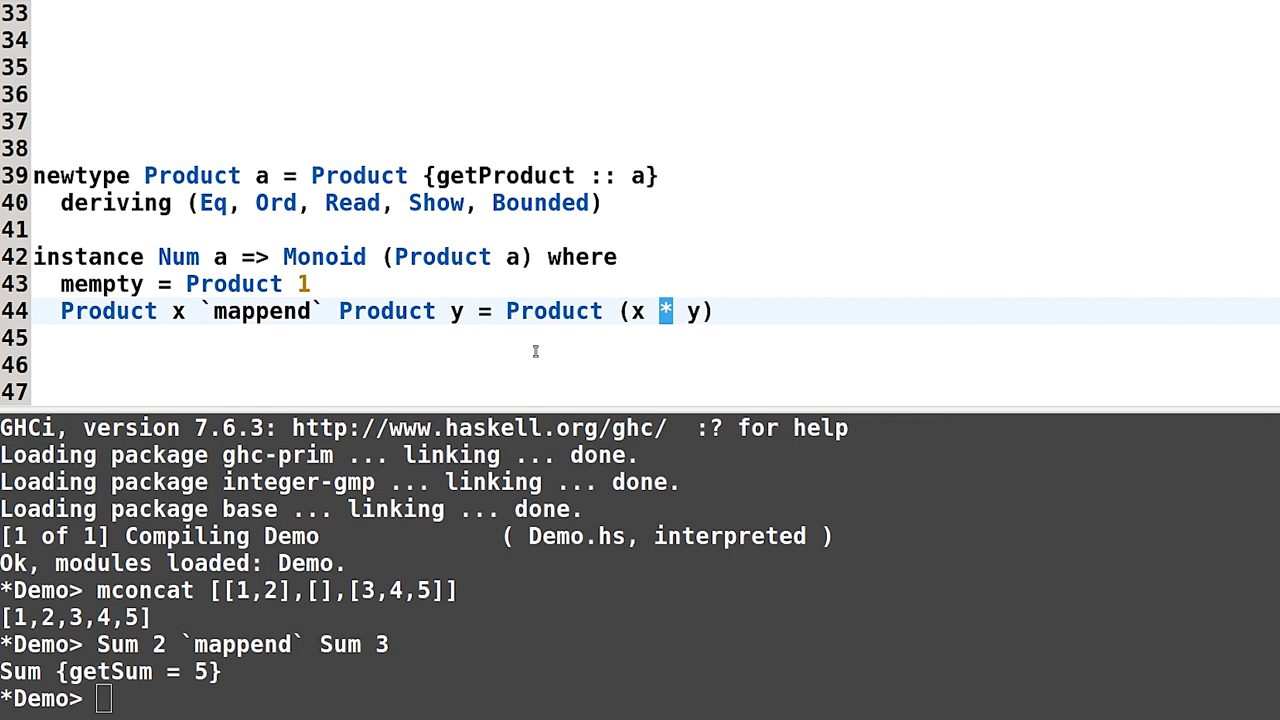 33
34
35
36
37
38
39 newtype Product a = Product {getProduct :: a}
40   deriving (Eq, Ord, Read, Show, Bounded)
41
42 instance Num a => Monoid (Product a) where
43   mempty = Product 1
44   Product x `mappend` Product y = Product (x * y)
45
46
47
GHCi, version 7.6.3: http://www.haskell.org/ghc/  :? for help
Loading package ghc-prim ... linking ... done.
Loading package integer-gmp ... linking ... done.
Loading package base ... linking ... done.
[1 of 1] Compiling Demo             ( Demo.hs, interpreted )
Ok, modules loaded: Demo.
*Demo> mconcat [[1,2],[],[3,4,5]]
[1,2,3,4,5]
*Demo> Sum 2 `mappend` Sum 3
Sum {getSum = 5}
*Demo>